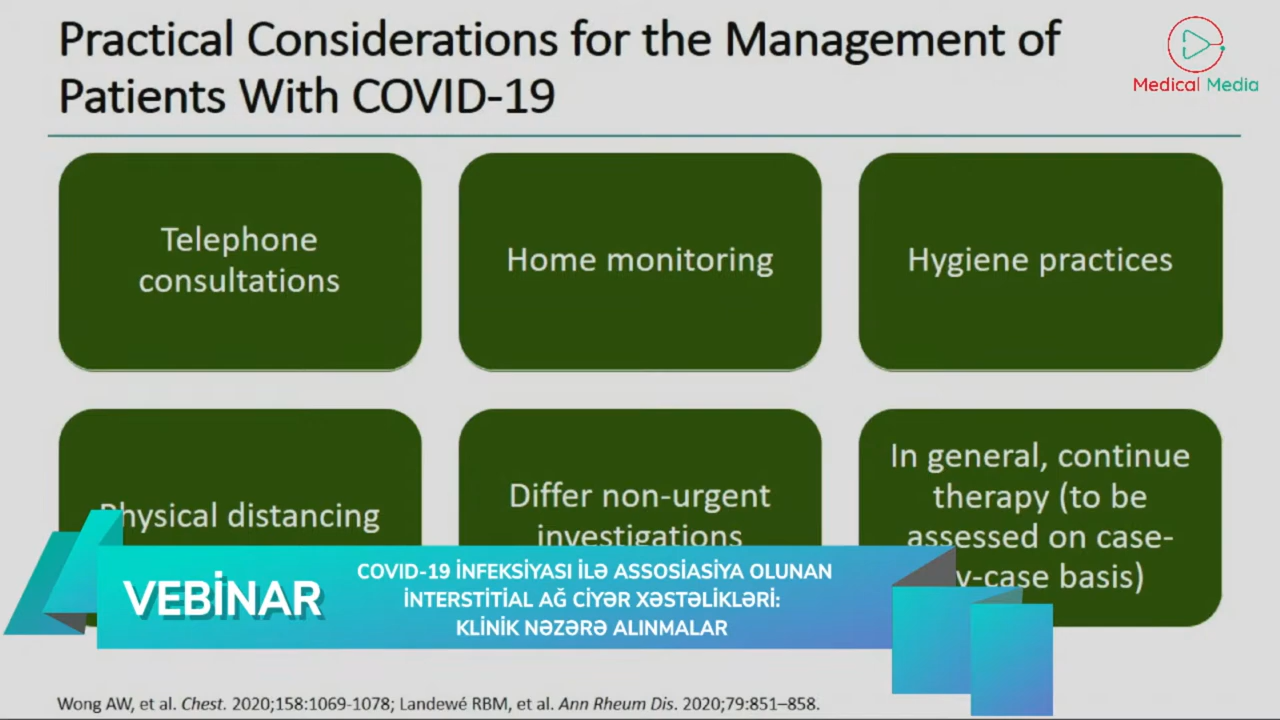 Practical Considerations for the Management of
Patients With COVID-19
Medical Media
Telephone
consultations
Home monitoring
Hygiene practices
Physical distancing
Differ non-urgent
investigations
In general, continue
therapy (to be
assessed on case-
y-case basis)
VEBİNAR
COVID-19 İNFEKSİYASI İLƏ ASSOSİASİYA OLUNAN
İNTERSTİTİAL AĞ CİYƏR XƏSTƏLİKLƏRİ:
KLİNİK NƏZƏRƏ ALINMALAR
Wong AW, et al. Chest. 2020;158:1069-1078; Landewé RBM, et al. Ann Rheum Dis. 2020;79:851–858.